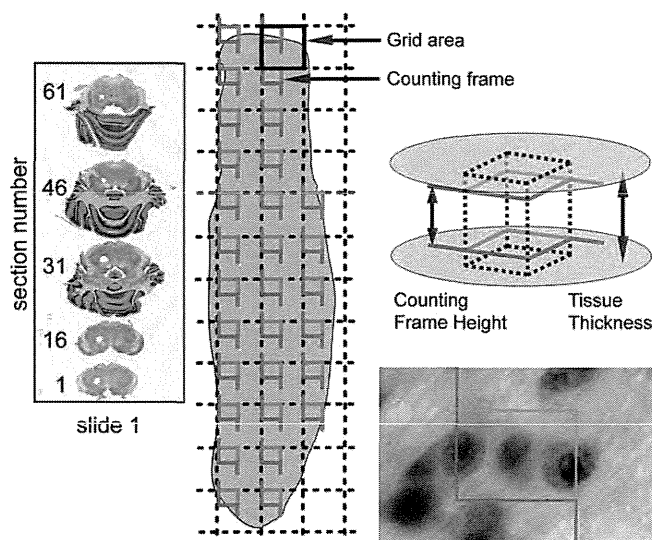 Grid area
Counting frame
section number
61
46
31
16
1
slide 1
Counting
Frame Height
Tissue
Thickness